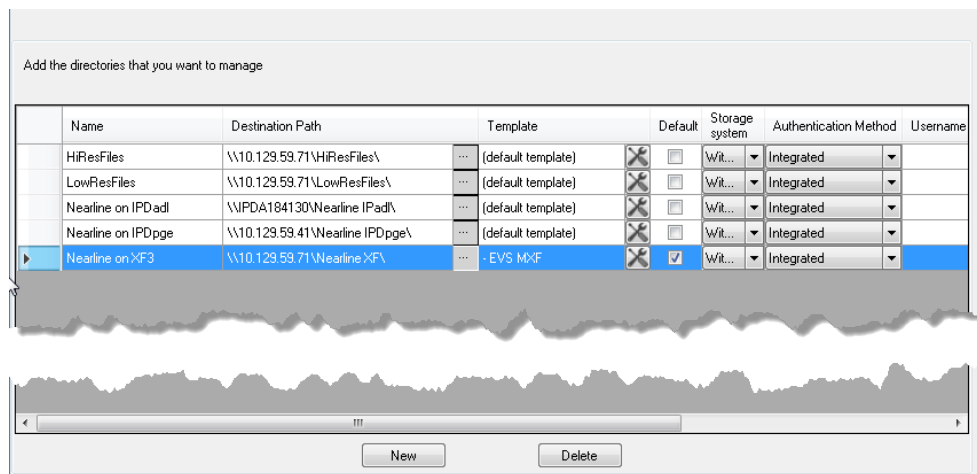 Add the directories that you want to manage
Name Destination Path Template Default Storage system Authentication Method Username
HiResFiles \\10.129.59.71\HiResFiles\ ... (default template) Wit... Integrated
LowResFiles \\10.129.59.71\LowResFiles\ ... (default template) Wit... Integrated
Nearline on IPDadl \\IPDA184130\Nearline IPadl\ ... (default template) Wit... Integrated
Nearline on IPDpge \\10.129.59.41\Nearline IPDpge\ ... (default template) Wit... Integrated
Nearline on XF3 \\10.129.59.71\Nearline XF\ ... - EVS MXF Wit... Integrated
New Delete